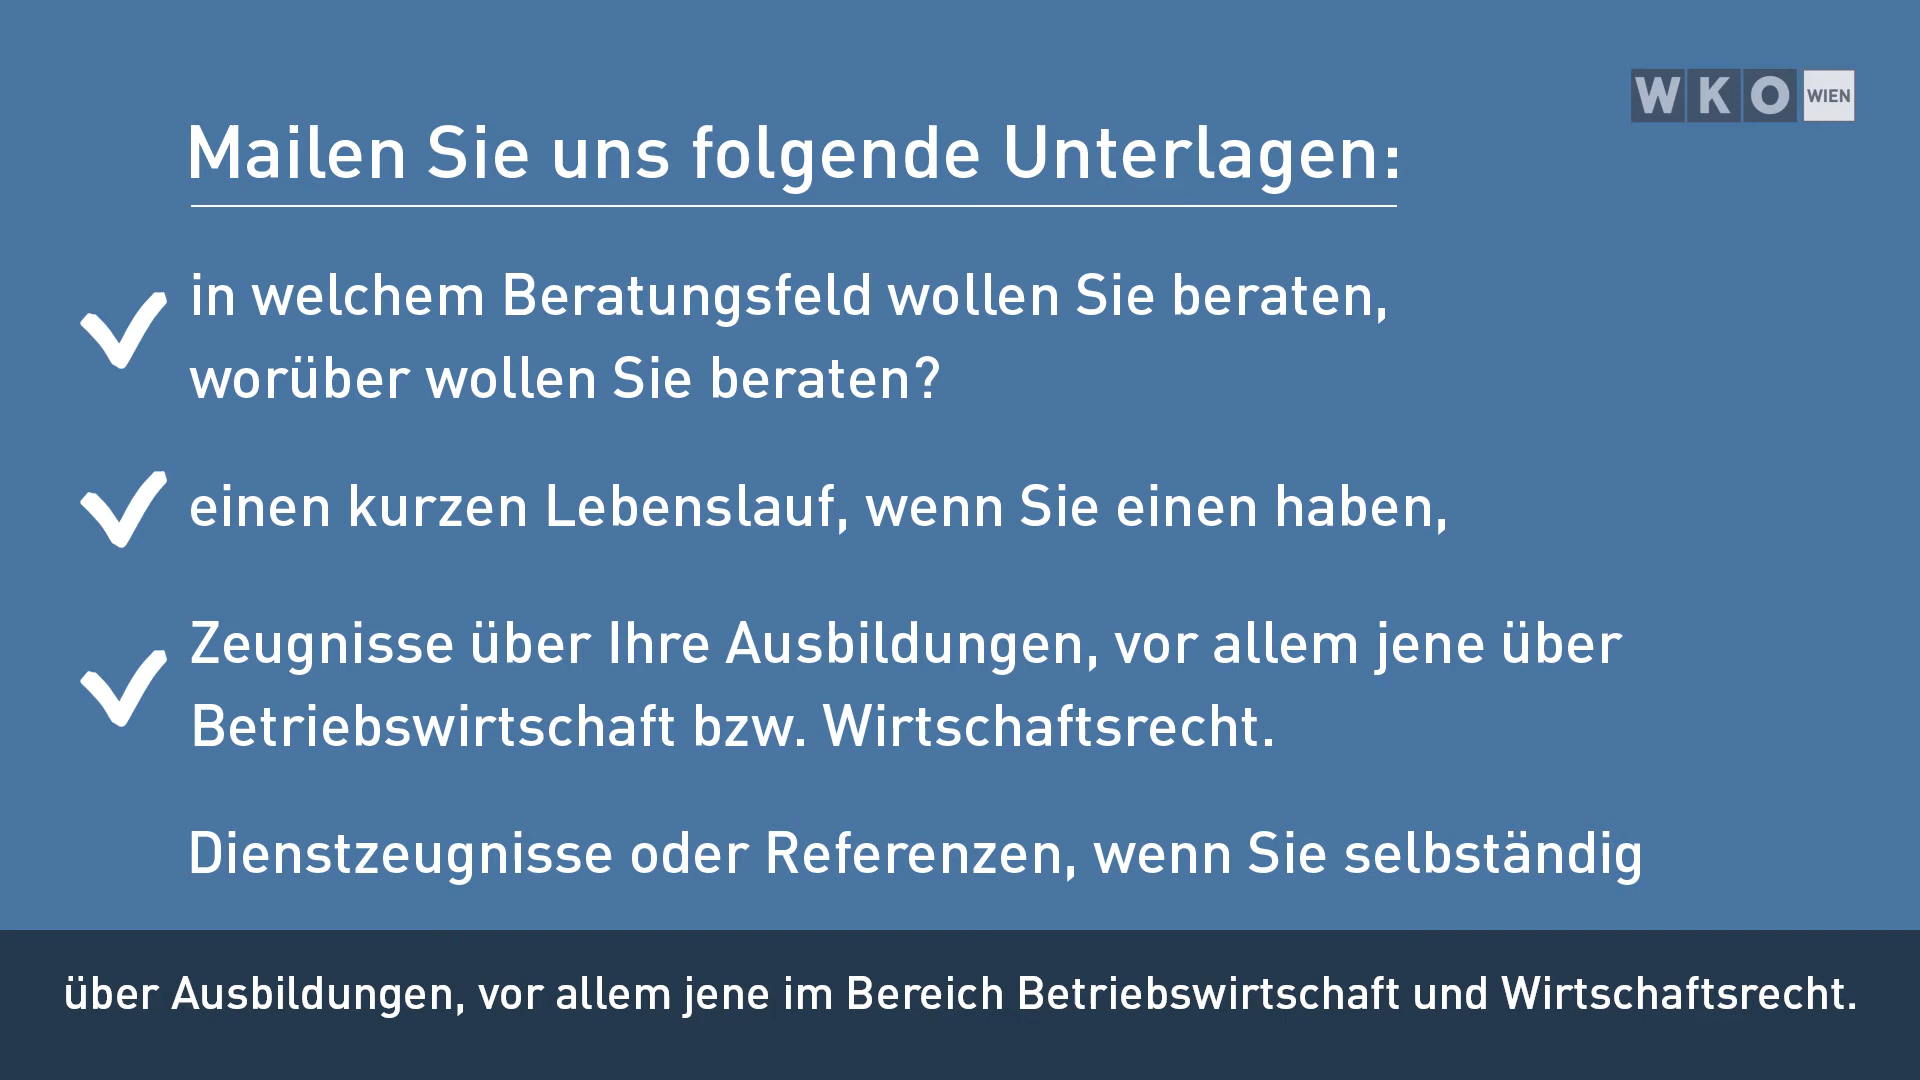 WKO WIEN
Mailen Sie uns folgende Unterlagen:
in welchem Beratungsfeld wollen Sie beraten,
worüber wollen Sie beraten?
einen kurzen Lebenslauf, wenn Sie einen haben,
Zeugnisse über Ihre Ausbildungen, vor allem jene über
Betriebswirtschaft bzw. Wirtschaftsrecht.
Dienstzeugnisse oder Referenzen, wenn Sie selbständig
über Ausbildungen, vor allem jene im Bereich Betriebswirtschaft und Wirtschaftsrecht.